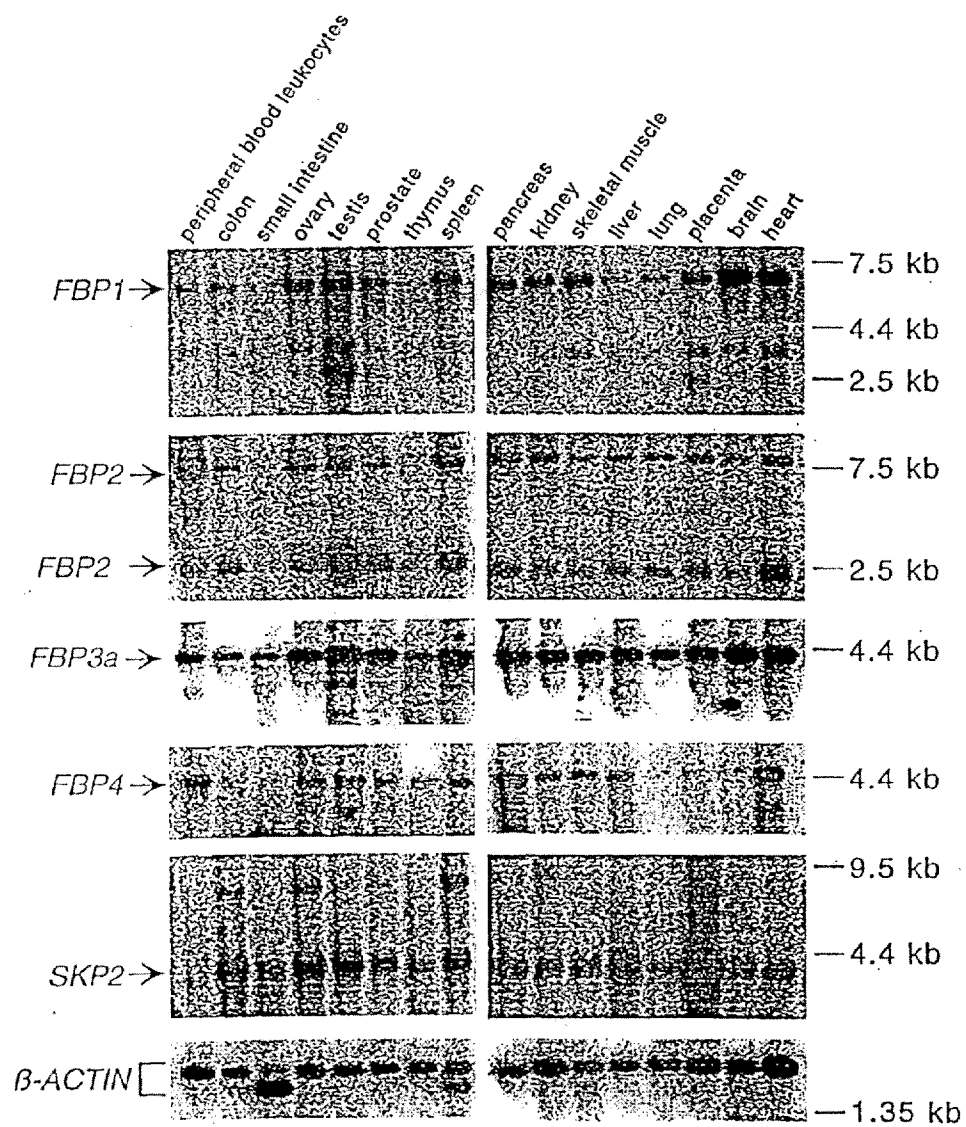 peripheral blood leukocytes
colon
small intestine
ovary
testis
prostate
thymus
spleen
pancreas
kidney
skeletal muscle
liver
lung
placenta
brain
heart
FBP1
7.5 kb
4.4 kb
2.5 kb
FBP2
7.5 kb
FBP2
2.5 kb
FBP3a
4.4 kb
FBP4
4.4 kb
9.5 kb
4.4 kb
SKP2
β-ACTIN
1.35 kb